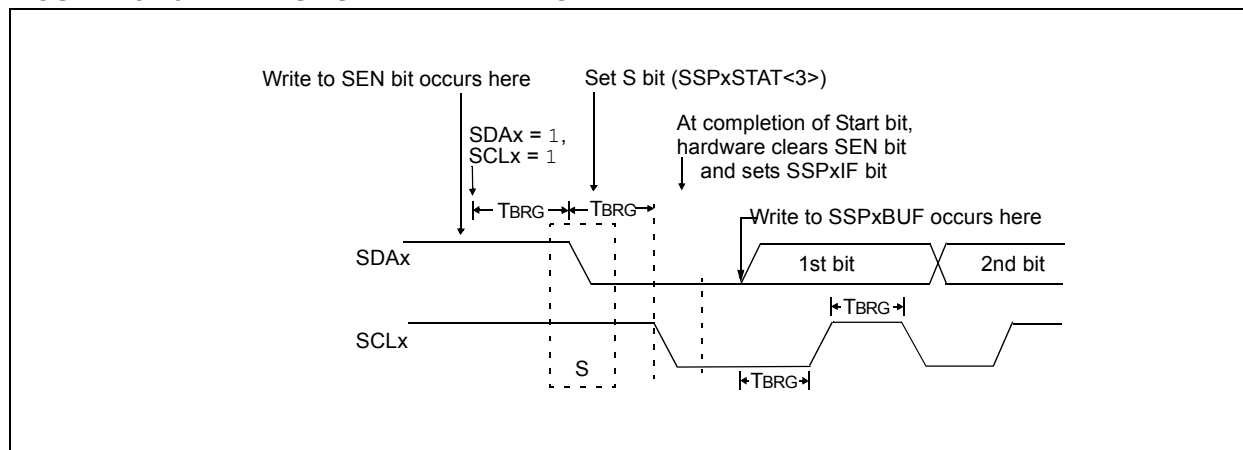 Write to SEN bit occurs here
Set S bit (SSPxSTAT<3>)
SDAx = 1,
SCLx = 1
At completion of Start bit,
hardware clears SEN bit
and sets SSPxIF bit
TBRG
TBRG
Write to SSPxBUF occurs here
SDAx
1st bit
2nd bit
TBRG
SCLx
S
TBRG